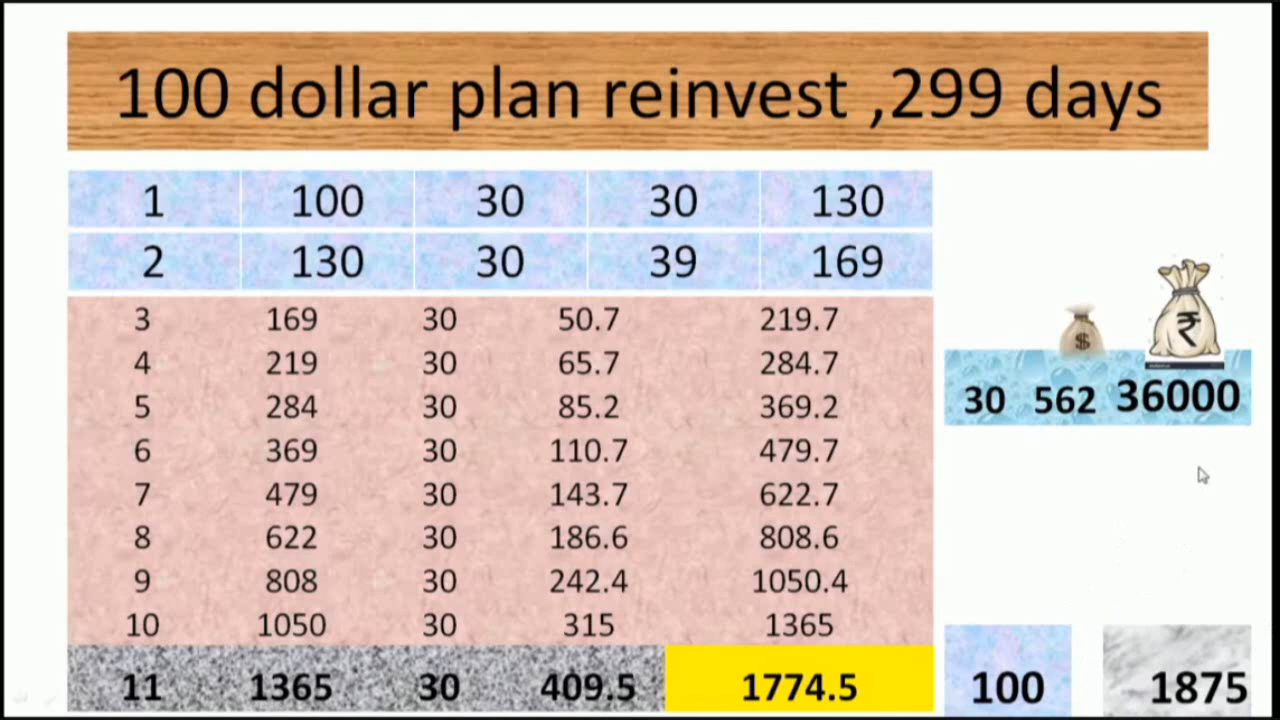 100 dollar plan reinvest ,299 days
1 100 30 30 130
2 130 30 39 169
3 169 30 50.7 219.7
4 219 30 65.7 284.7
5 284 30 85.2 369.2
6 369 30 110.7 479.7
7 479 30 143.7 622.7
8 622 30 186.6 808.6
9 808 30 242.4 1050.4
10 1050 30 315 1365
11 1365 30 409.5 1774.5
$ ₹
30 562 36000
100 1875